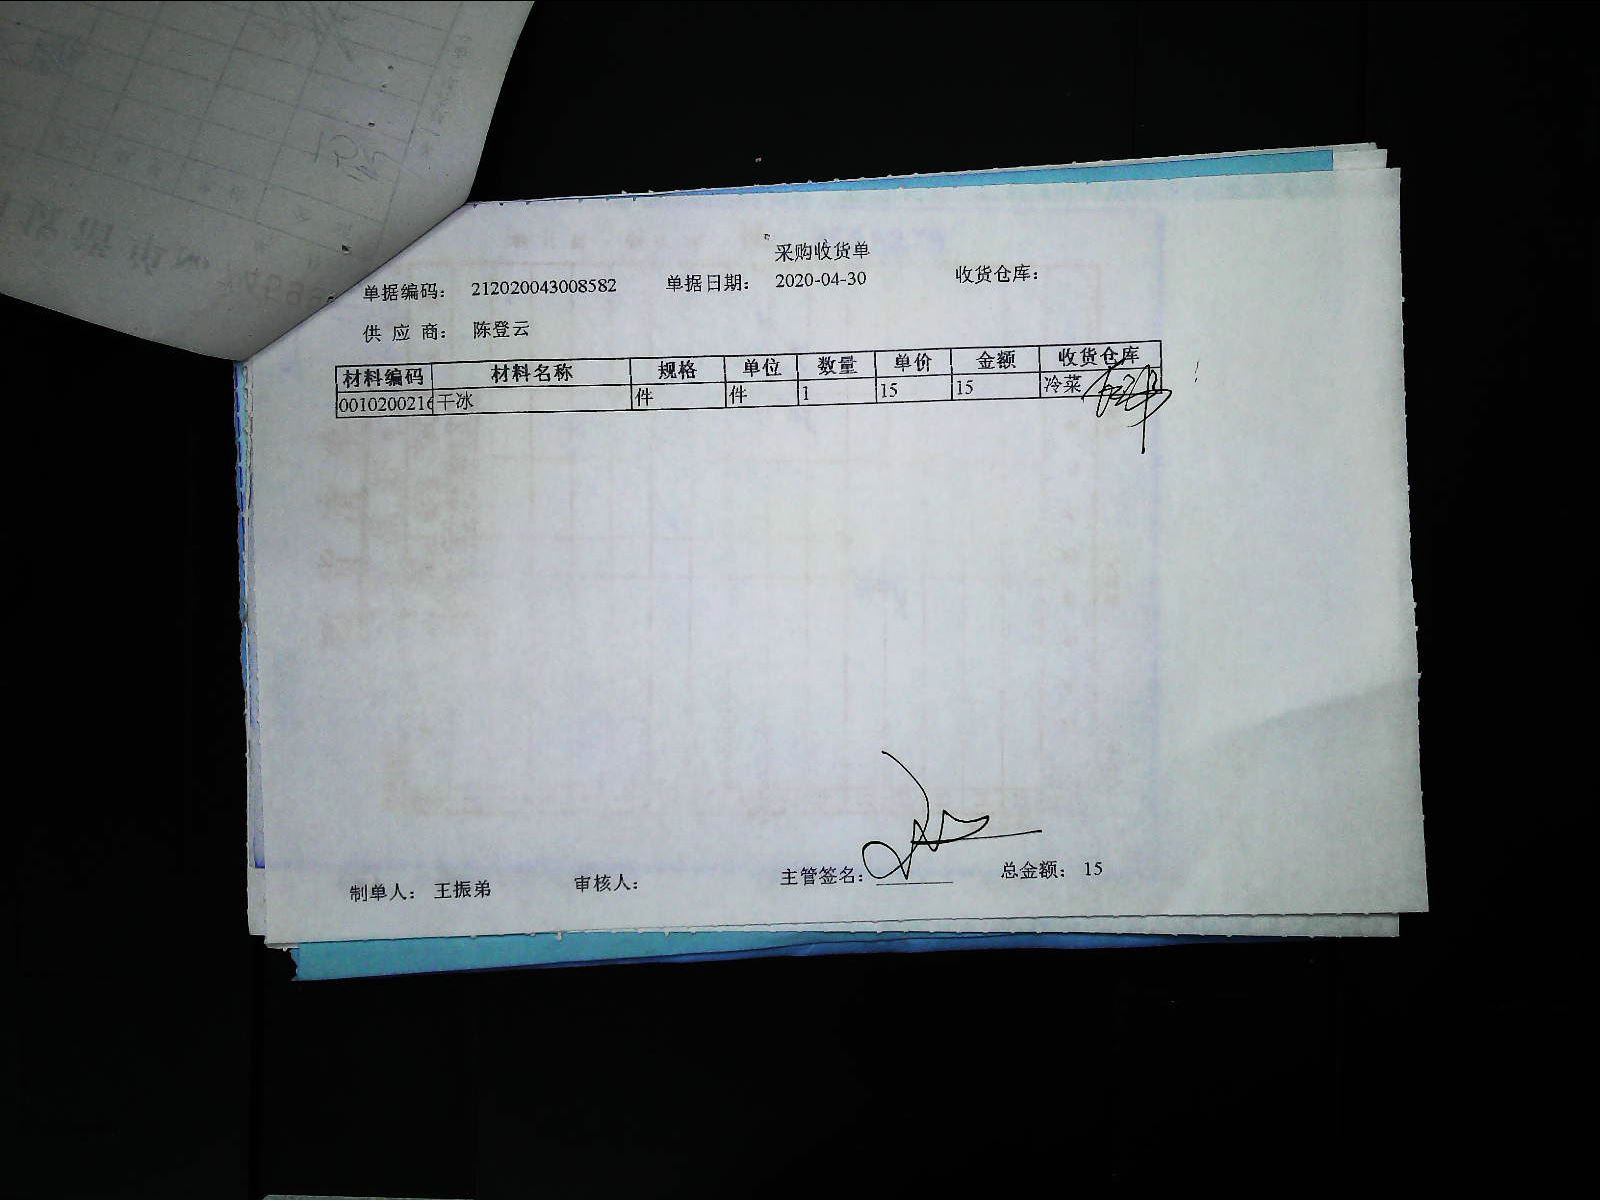 采购收货单
单据编码： 212020043008582 单据日期： 2020-04-30 收货仓库：
供 应 商： 陈登云
材料编码 材料名称 规格 单位 数量 单价 金额 收货仓库
0010200216 干冰 件 件 1 15 15 冷菜
制单人： 王振弟 审核人： 主管签名： 总金额： 15